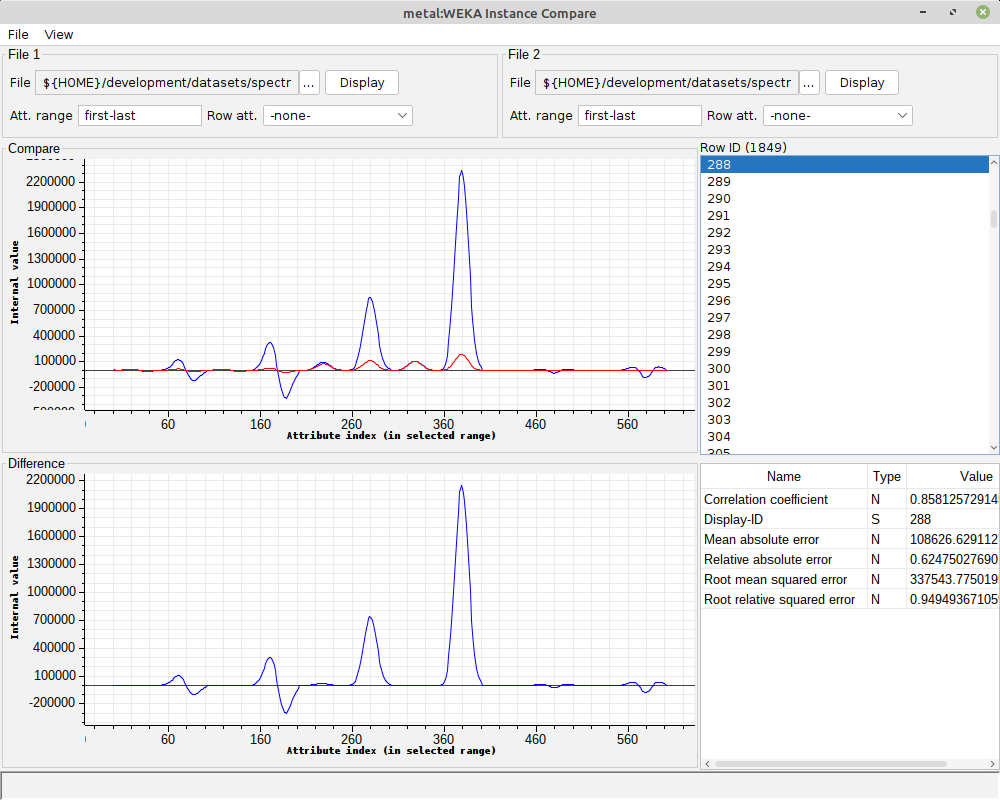 metal:WEKA Instance Compare
File View
File 1
File ${HOME}/development/datasets/spectr ... Display
Att. range first-last Row att. -none-
File 2
File ${HOME}/development/datasets/spectr ... Display
Att. range first-last Row att. -none-
Compare
2200000
1900000
1600000
1300000
1000000
700000
400000
100000
-200000
Internal value
60 160 260 360 460 560
Attribute index (in selected range)
Row ID (1849)
288
289
290
291
292
293
294
295
296
297
298
299
300
301
302
303
304
305
Difference
2200000
1900000
1600000
1300000
1000000
700000
400000
100000
-200000
Internal value
60 160 260 360 460 560
Attribute index (in selected range)
Name Type Value
Correlation coefficient N 0.85812572914
Display-ID S 288
Mean absolute error N 108626.629112
Relative absolute error N 0.62475027690
Root mean squared error N 337543.775019
Root relative squared error N 0.949493671059